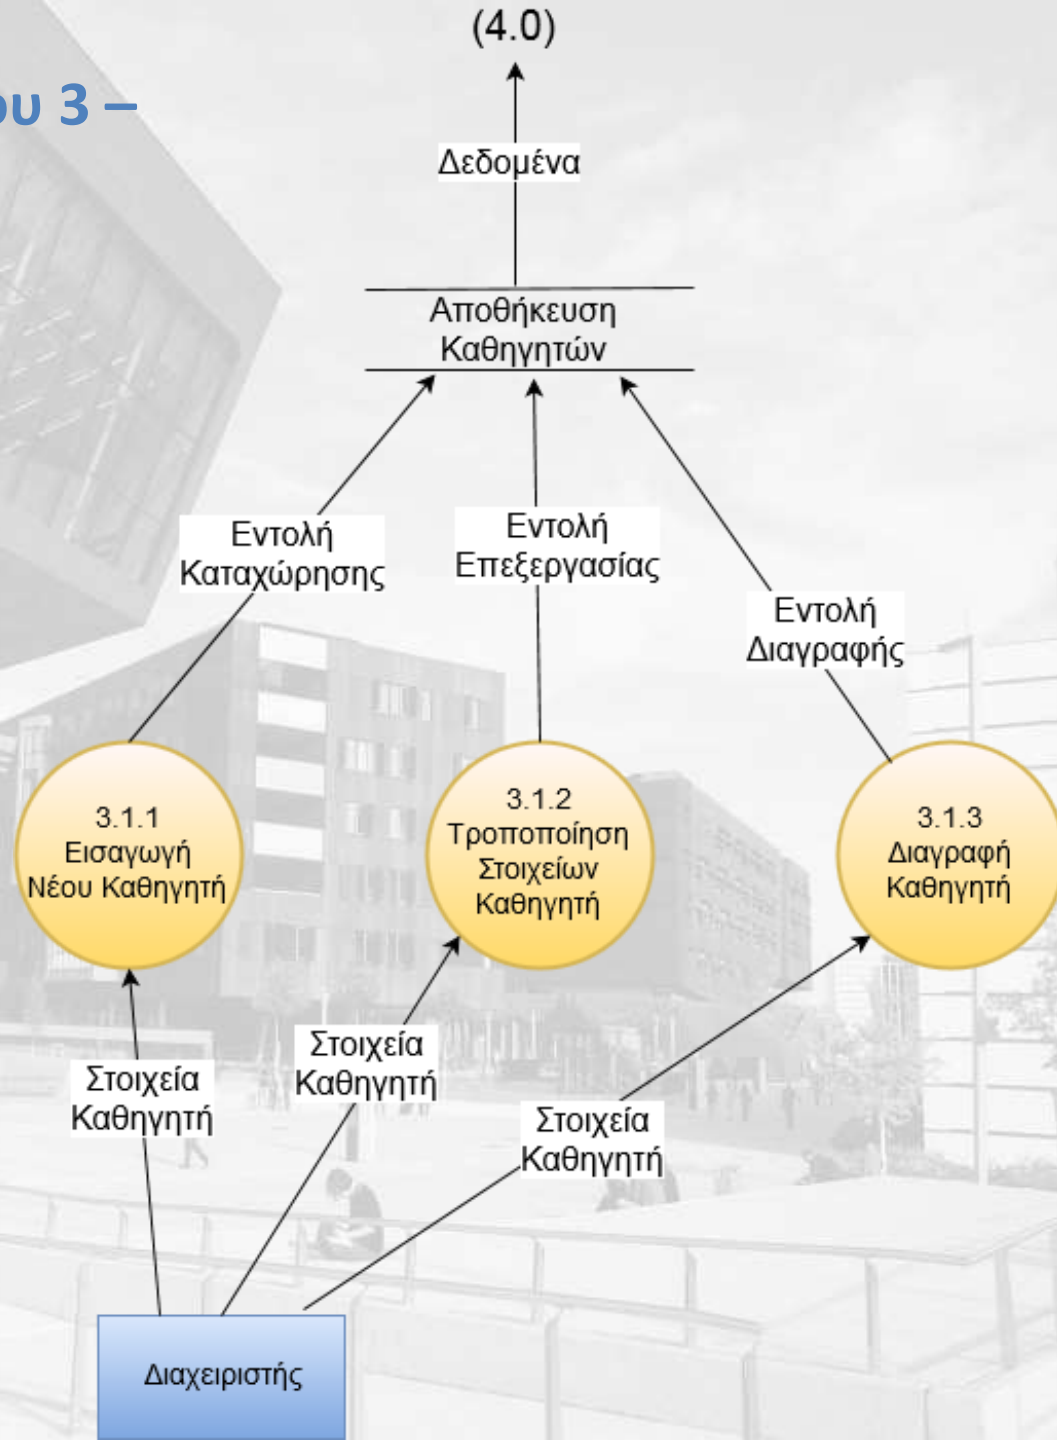 (4.0)
ου 3 –
Δεδομένα
Αποθήκευση
Καθηγητών
Εντολή
Καταχώρησης
Εντολή
Επεξεργασίας
Εντολή
Διαγραφής
3.1.1
Εισαγωγή
Νέου Καθηγητή
3.1.2
Τροποποίηση
Στοιχείων
Καθηγητή
3.1.3
Διαγραφή
Καθηγητή
Στοιχεία
Καθηγητή
Στοιχεία
Καθηγητή
Στοιχεία
Καθηγητή
Διαχειριστής